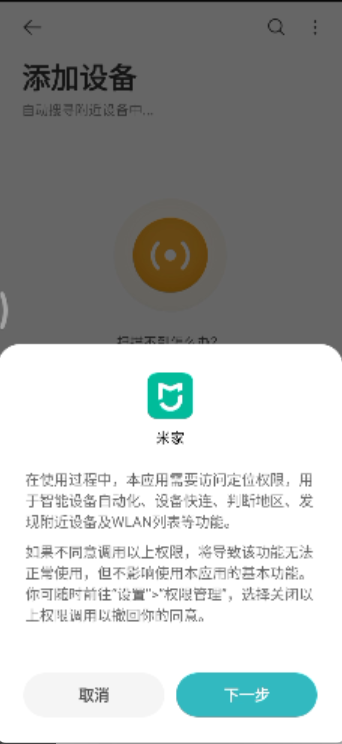 添加设备
自动搜寻附近设备中...
扫描不到怎么办?
米家
在使用过程中，本应用需要访问定位权限，用
于智能设备自动化、设备快连、判断地区、发
现附近设备及WLAN列表等功能。
如果不同意调用以上权限，将导致该功能无法
正常使用，但不影响使用本应用的基本功能。
你可随时前往“设置”>“权限管理”，选择关闭以
上权限调用以撤回你的同意。
取消
下一步